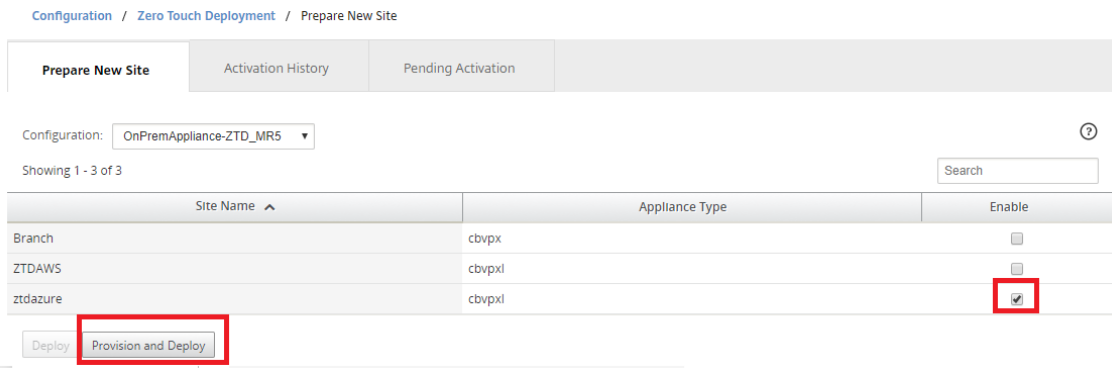 Configuration / Zero Touch Deployment / Prepare New Site
Prepare New Site Activation History Pending Activation
Configuration: OnPremAppliance-ZTD_MR5
Showing 1 - 3 of 3 Search
Site Name Appliance Type Enable
Branch cbvpx
ZTDAWS cbvpxl
ztdazure cbvpxl
Deploy Provision and Deploy